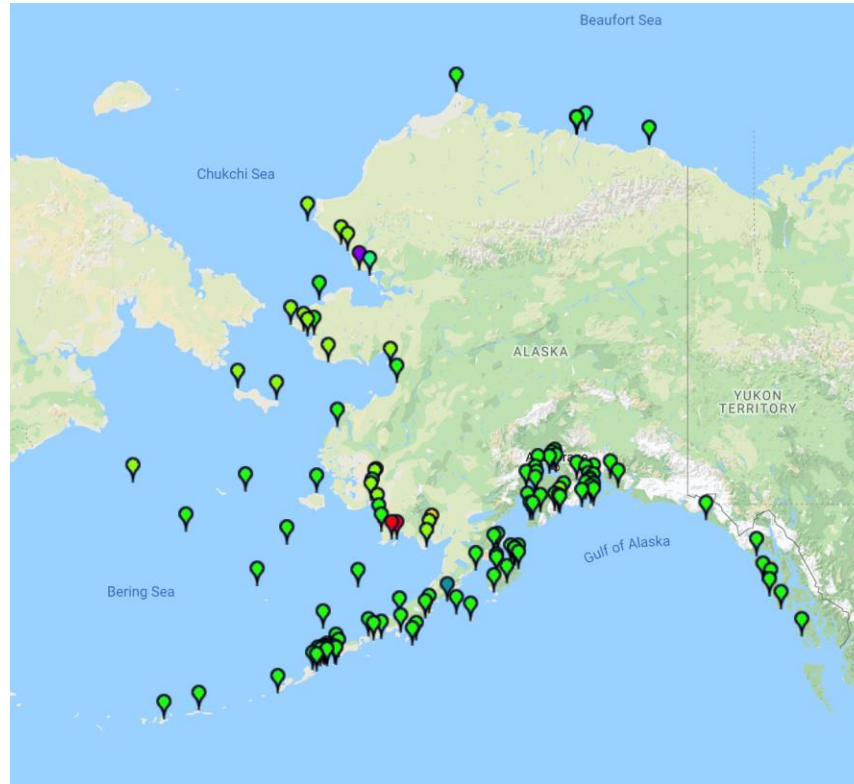 Beaufort Sea
Chukchi Sea
ALASKA
YUKON
TERRITORY
Gulf of Alaska
Bering Sea